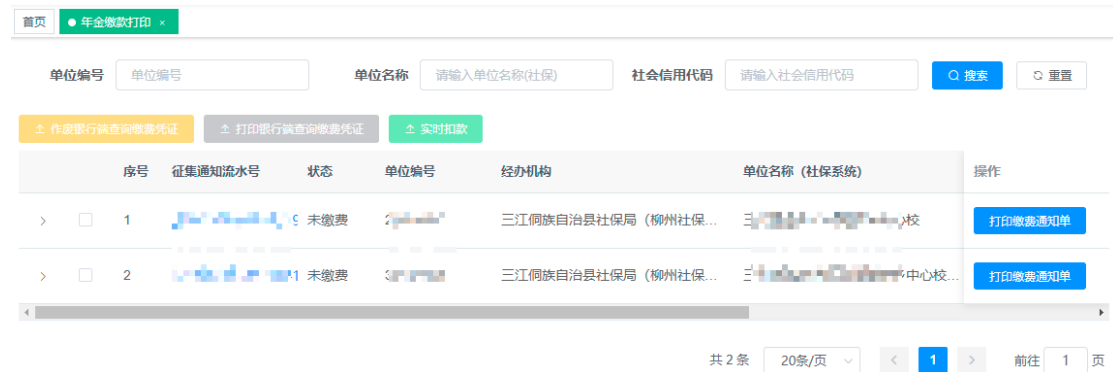 首页 ● 年金缴款打印 ×
单位编号 单位编号 单位名称 请输入单位名称(社保) 社会信用代码 请输入社会信用代码 搜索 重置
作废银行端查询缴费凭证 打印银行端查询缴费凭证 实时扣款
序号 征集通知流水号 状态 单位编号 经办机构 单位名称（社保系统） 操作
1 9 未缴费 2 三江侗族自治县社保局（柳州社保... 三 校 打印缴费通知单
2 1 未缴费 3 三江侗族自治县社保局（柳州社保... 三 中心校... 打印缴费通知单
共 2 条 20条/页 < 1 > 前往 1 页